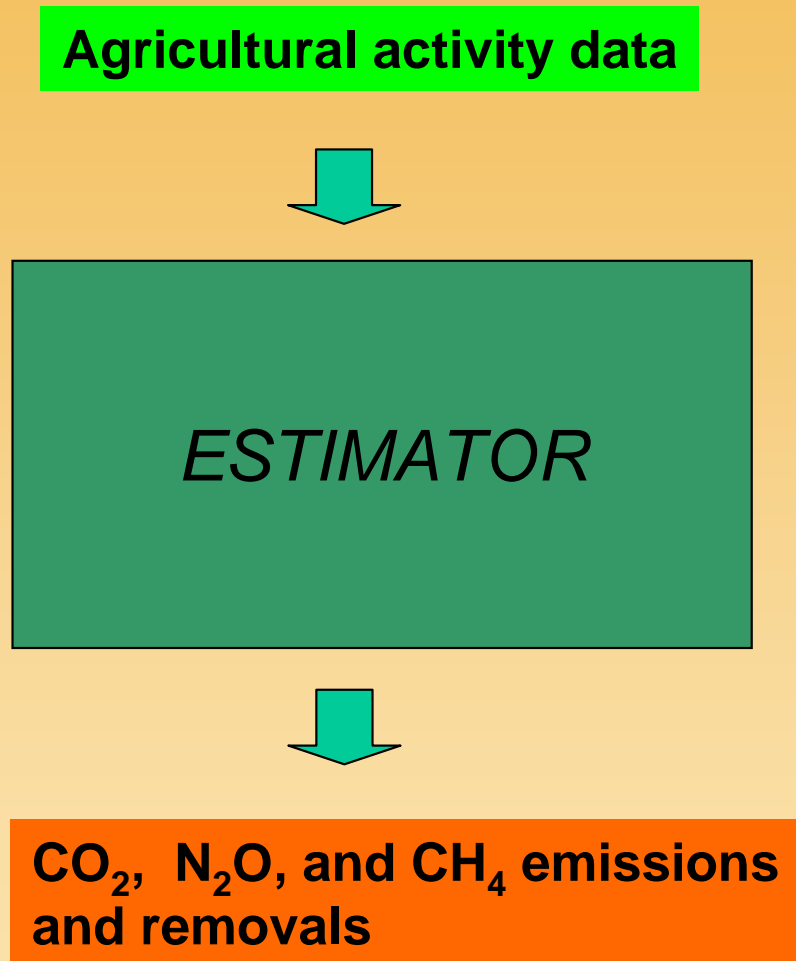 Agricultural activity data
ESTIMATOR
CO₂, N₂O, and CH₄ emissions
and removals